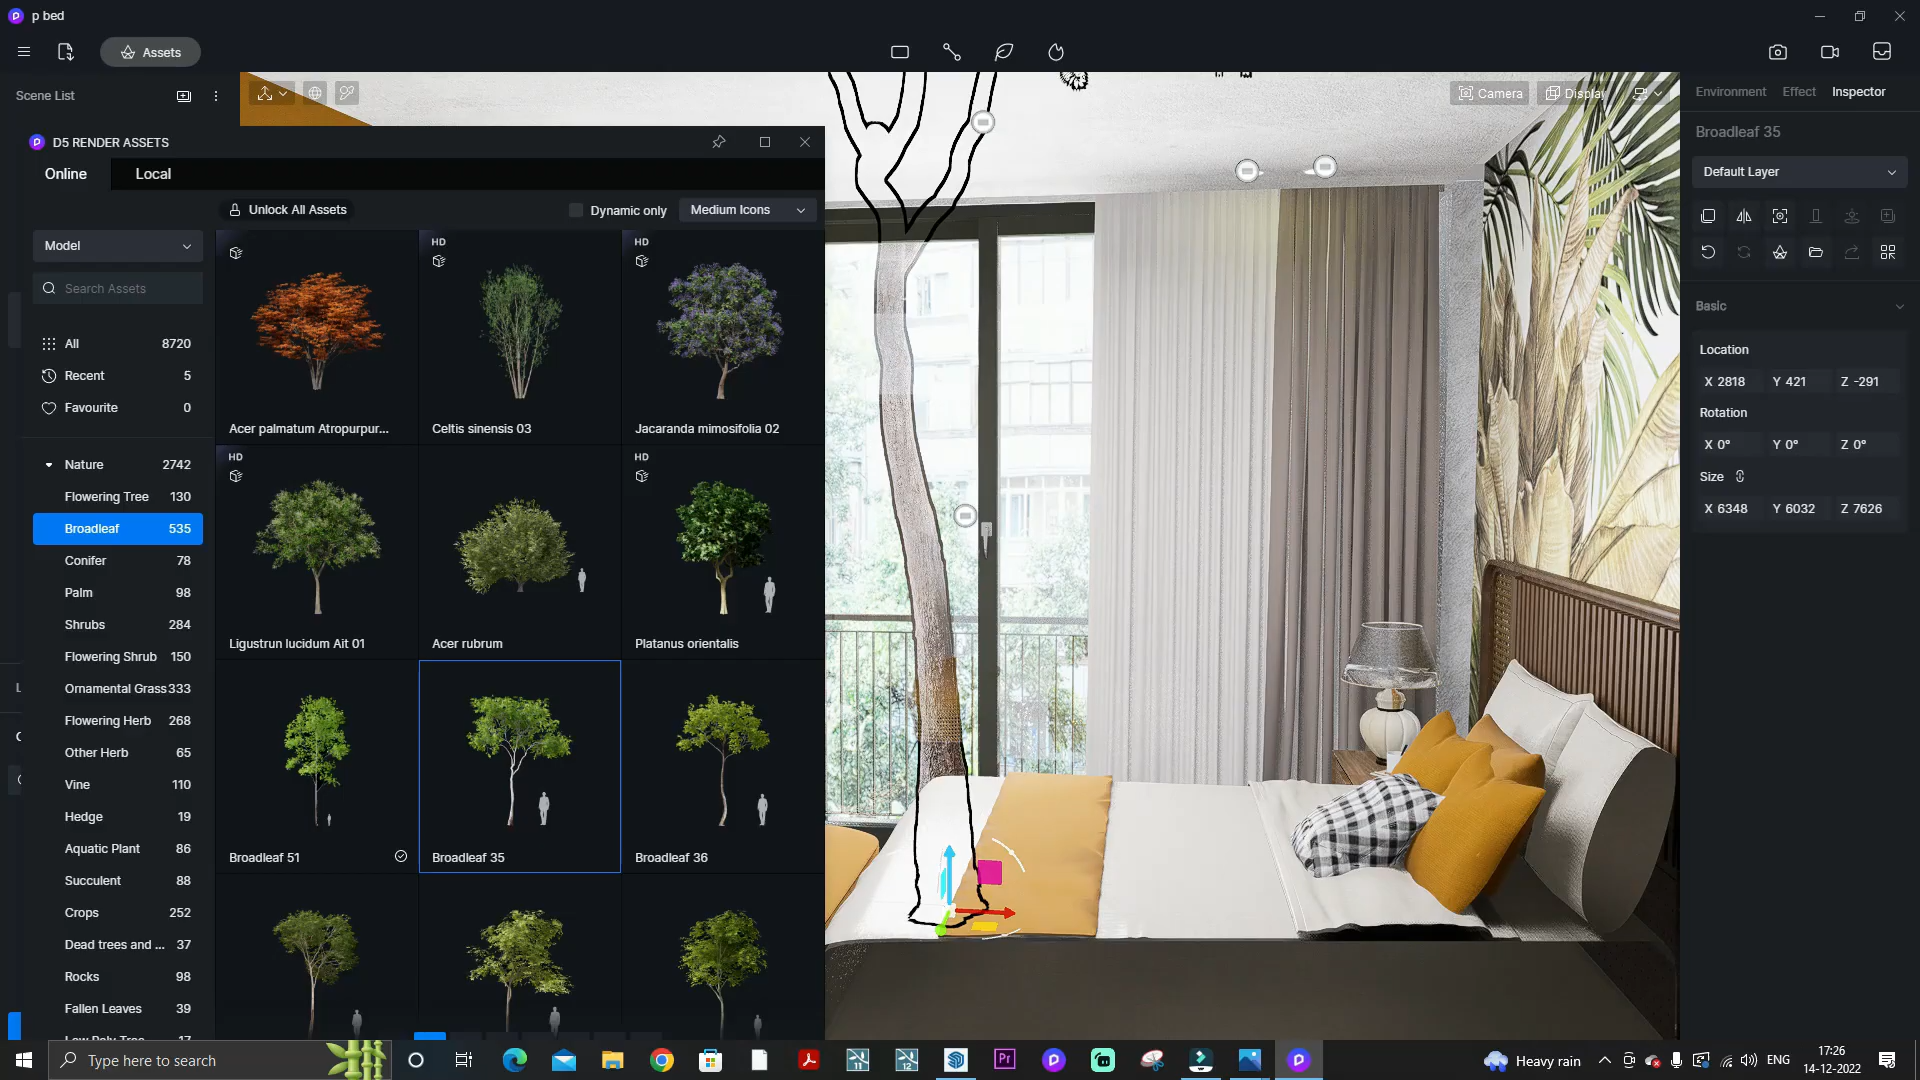 p bed
Assets
Scene List
Camera
Display
Environment
Effect
Inspector
D5 RENDER ASSETS
Online
Local
Unlock All Assets
Dynamic only
Medium Icons
Model
Search Assets
All 8720
Recent 5
Favourite 0
Nature 2742
Flowering Tree 130
Broadleaf 535
Conifer 78
Palm 98
Shrubs 284
Flowering Shrub 150
Ornamental Grass 333
Flowering Herb 268
Other Herb 65
Vine 110
Hedge 19
Aquatic Plant 86
Succulent 88
Crops 252
Dead trees and ... 37
Rocks 98
Fallen Leaves 39
HD
HD
Acer palmatum Atropurpur...
Celtis sinensis 03
Jacaranda mimosifolia 02
HD
HD
Ligustrun lucidum Ait 01
Acer rubrum
Platanus orientalis
Broadleaf 51
Broadleaf 35
Broadleaf 36
Broadleaf 35
Default Layer
Basic
Location
X 2818 Y 421 Z -291
Rotation
X 0° Y 0° Z 0°
Size
X 6348 Y 6032 Z 7626
Type here to search
11
12
Pr
Heavy rain
ENG
17:26
14-12-2022